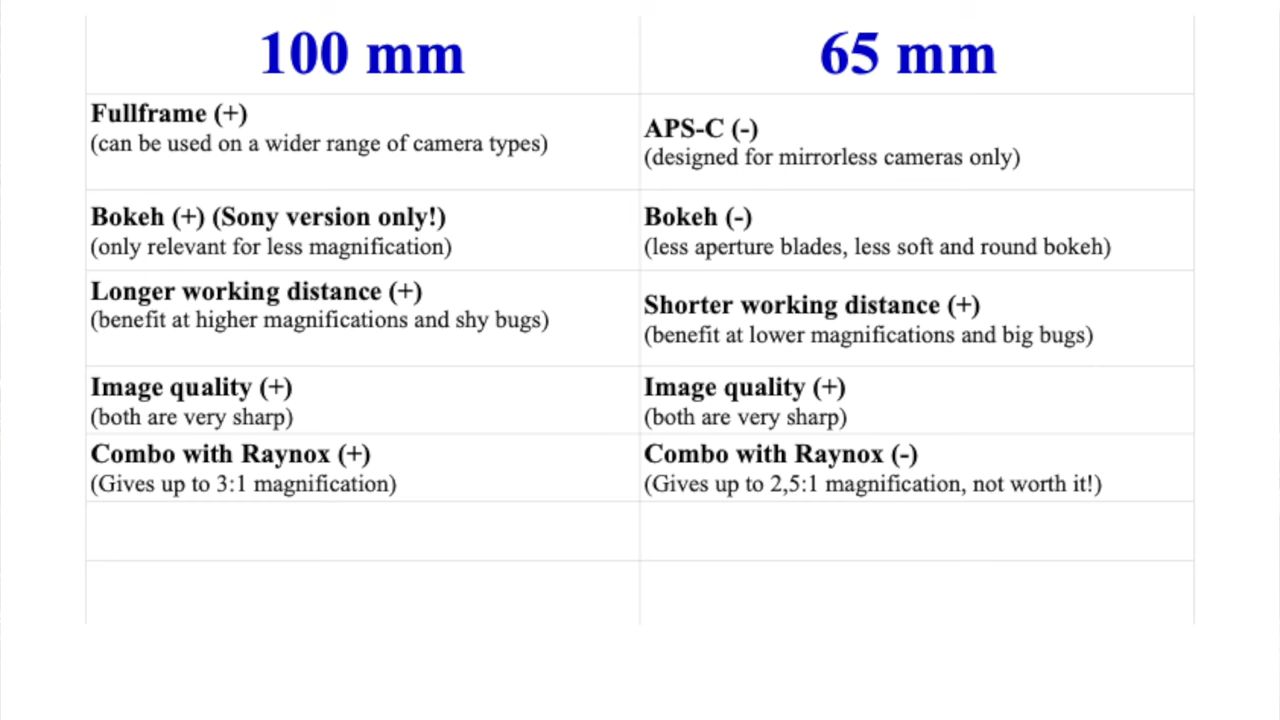 100 mm
65 mm
Fullframe (+)
(can be used on a wider range of camera types)
APS-C (-)
(designed for mirrorless cameras only)
Bokeh (+) (Sony version only!)
(only relevant for less magnification)
Bokeh (-)
(less aperture blades, less soft and round bokeh)
Longer working distance (+)
(benefit at higher magnifications and shy bugs)
Shorter working distance (+)
(benefit at lower magnifications and big bugs)
Image quality (+)
(both are very sharp)
Image quality (+)
(both are very sharp)
Combo with Raynox (+)
(Gives up to 3:1 magnification)
Combo with Raynox (-)
(Gives up to 2,5:1 magnification, not worth it!)